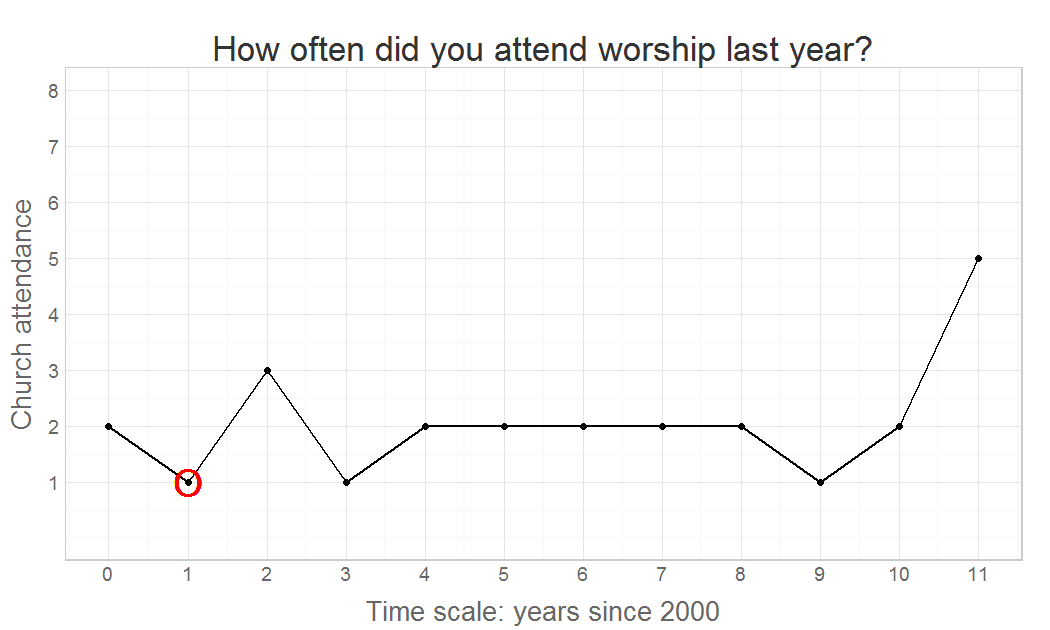 How often did you attend worship last year?
Church attendance
8
7
6
5
4
3
2
1
0 1 2 3 4 5 6 7 8 9 10 11
Time scale: years since 2000